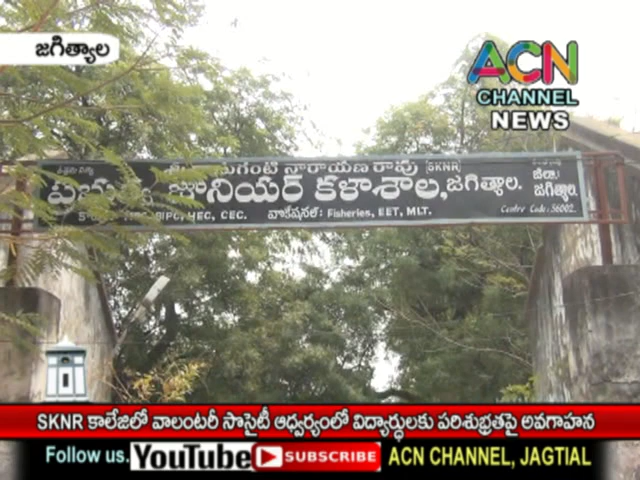 జగిత్యాల
ACN
CHANNEL
NEWS
నారాయణ రావు (SKNR)
జూనియర్ కళాశాల, జగిత్యాల.
జిల్లా
జగిత్యాల.
BIPC, HEC, CEC. వొకేషనల్: Fisheries, EET, MLT.
Centre Code: 56002.
SKNR కాలేజిలో వాలంటరీ సొసైటీ ఆధ్వర్యంలో విద్యార్థులకు పరిశుభ్రతపై అవగాహన
Follow us. YouTube SUBSCRIBE ACN CHANNEL, JAGTIAL